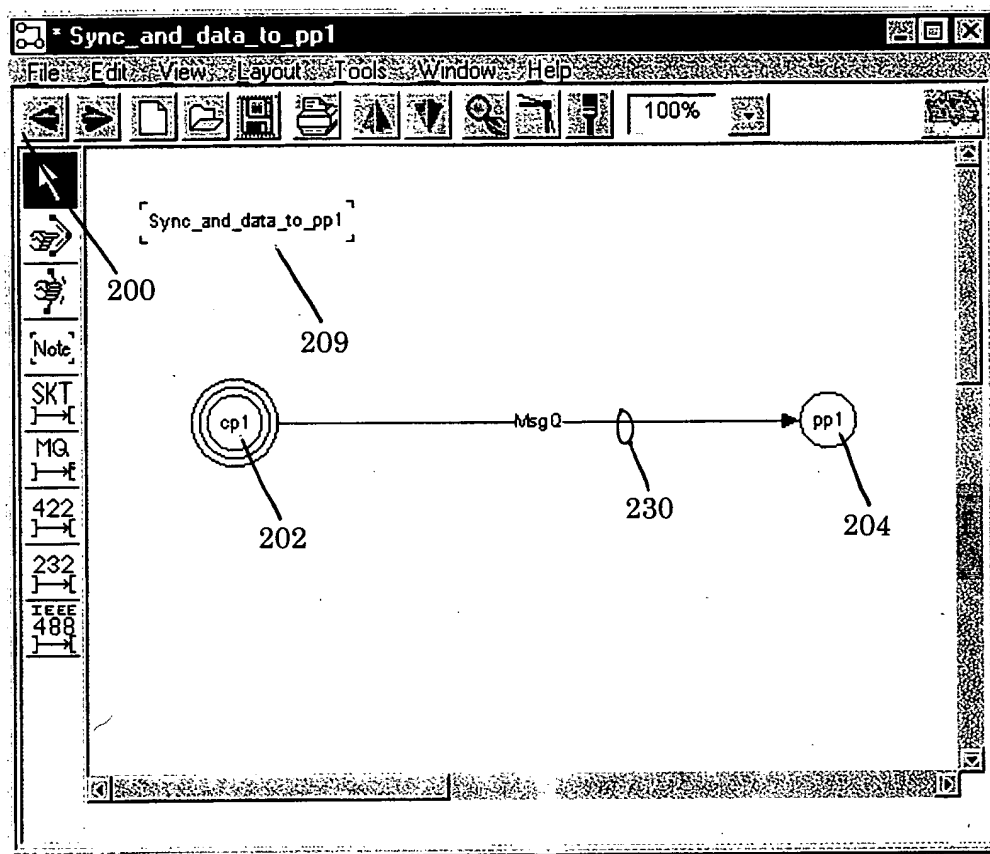 * Sync_and_data_to_pp1
File Edit View Layout Tools Window Help
100%
Sync_and_data_to_pp1
200
209
Note
SKT
MQ
422
232
IEEE
488
cp1
MsgQ
pp1
202
230
204